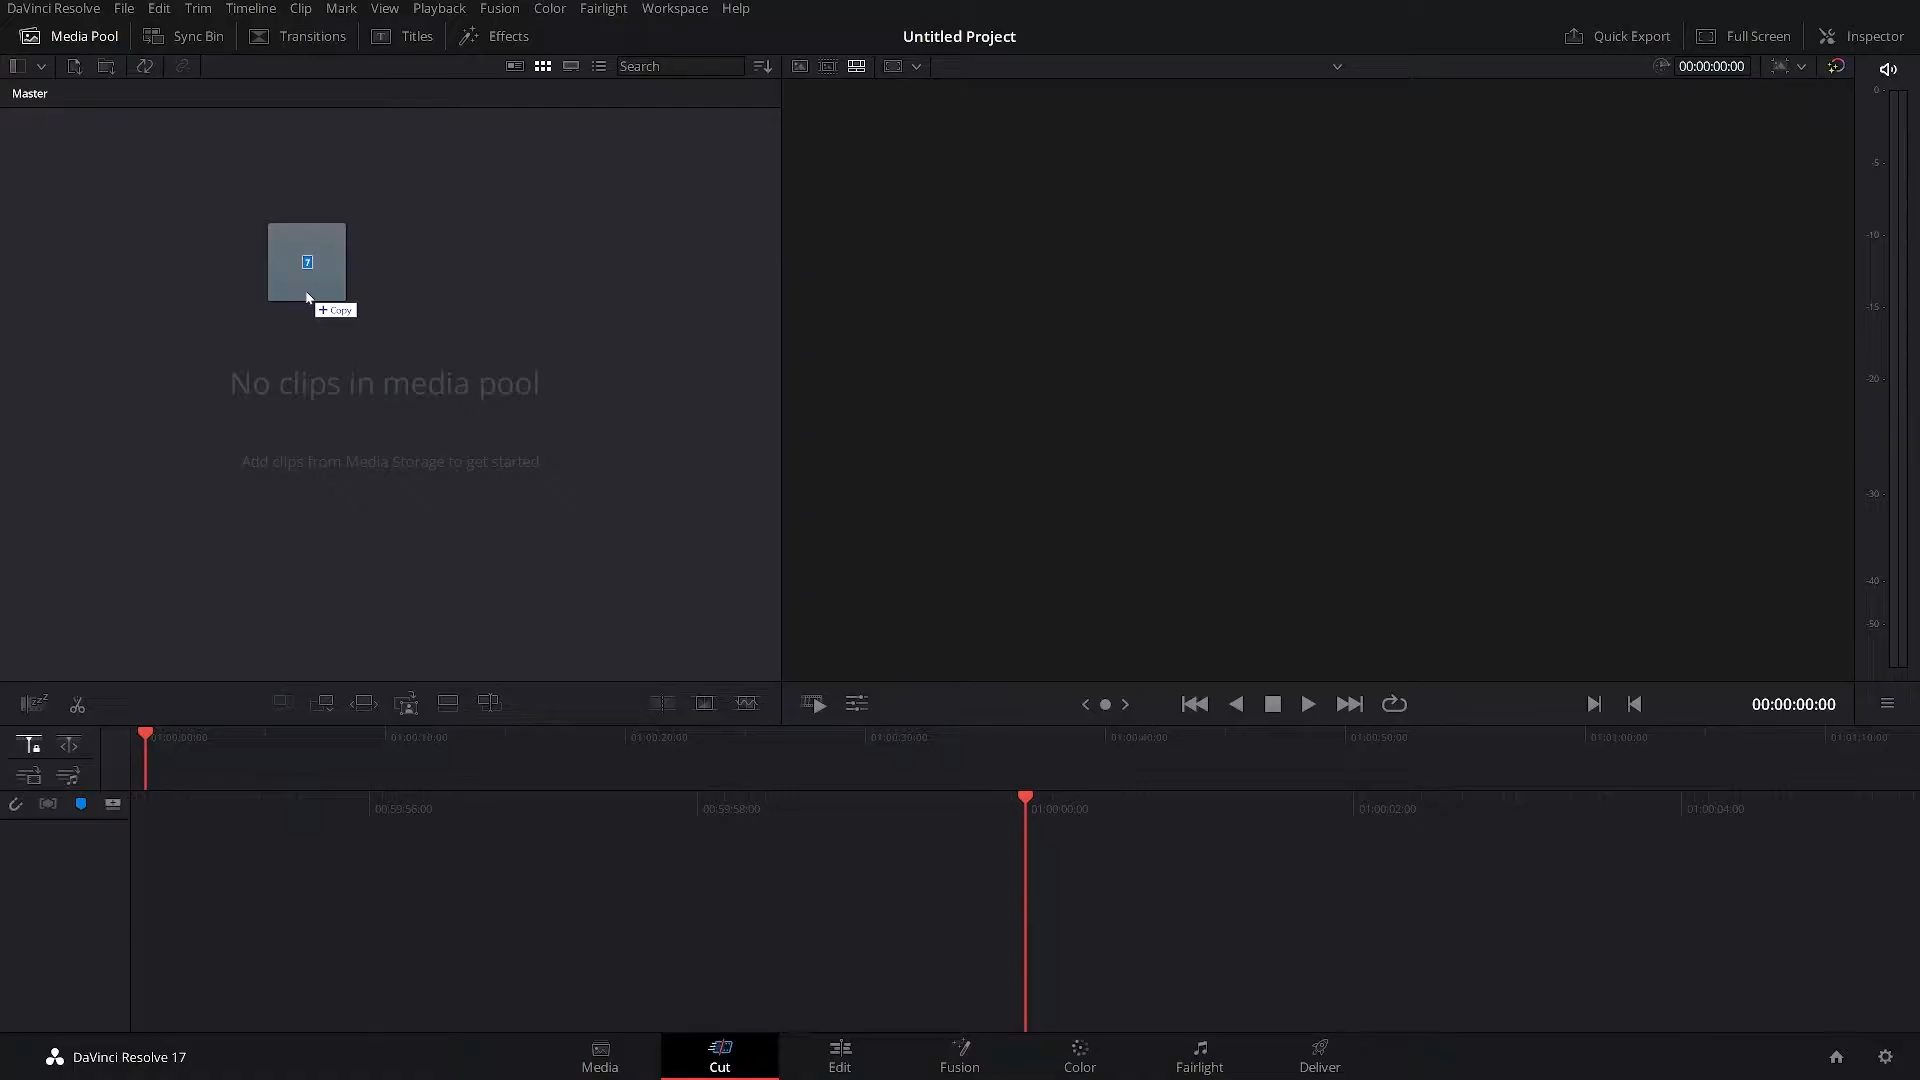 DaVinci Resolve File Edit Trim Timeline Clip Mark View Playback Fusion Color Fairlight Workspace Help
Media Pool Sync Bin Transitions Titles Effects Untitled Project Quick Export Full Screen Inspector
Search 00:00:00:00
Master
0
-5
-10
-15
-20
-30
-40
-50
7
+ Copy
No clips in media pool
Add clips from Media Storage to get started
00:00:00:00
01:00:00:00 01:00:10:00 01:00:20:00 01:00:30:00 01:00:40:00 01:00:50:00 01:01:00:00 01:01:10:00
00:59:56:00 00:59:58:00 01:00:00:00 01:00:02:00 01:00:04:00
DaVinci Resolve 17
Media Cut Edit Fusion Color Fairlight Deliver